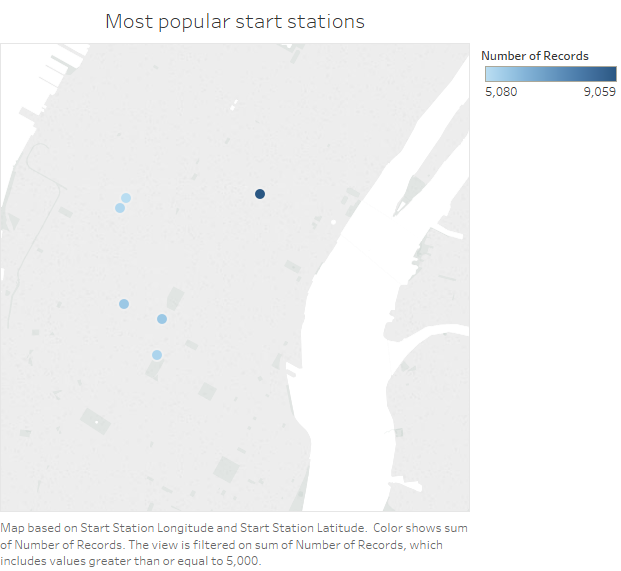 Most popular start stations
Number of Records
5,080 9,059
Map based on Start Station Longitude and Start Station Latitude. Color shows sum
of Number of Records. The view is filtered on sum of Number of Records, which
includes values greater than or equal to 5,000.